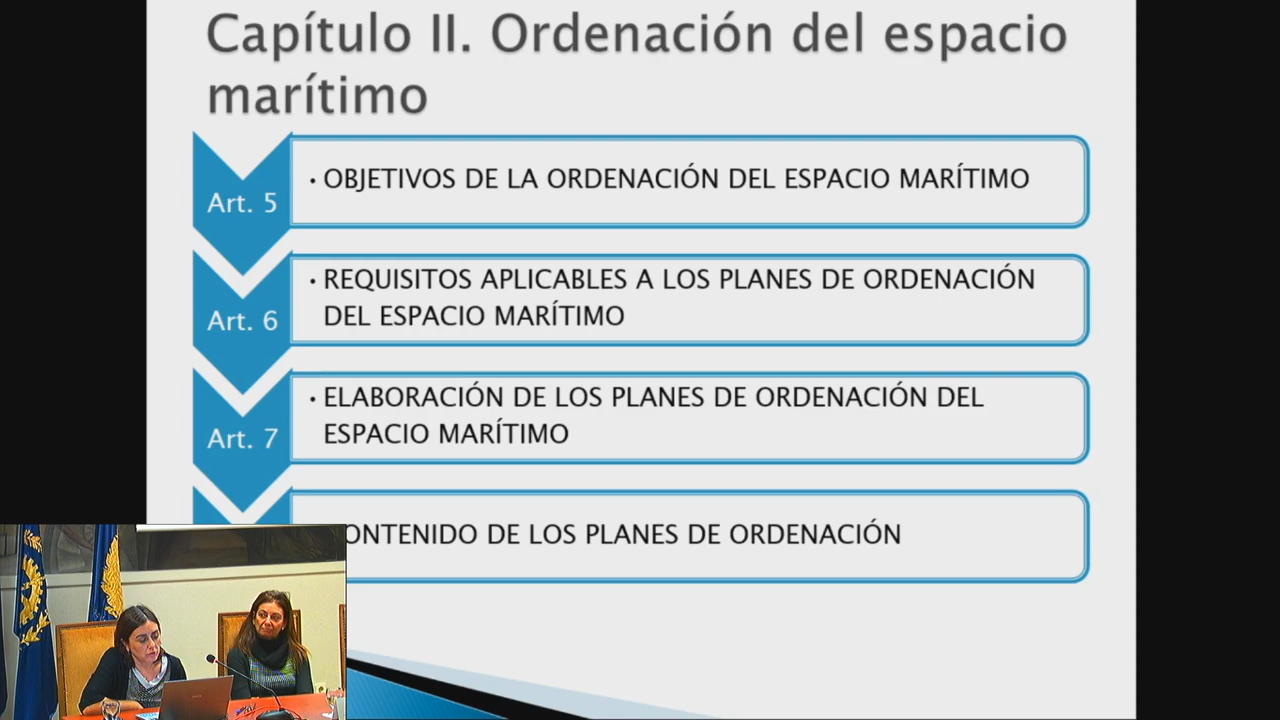 Capítulo II. Ordenación del espacio
marítimo
Art. 5
• OBJETIVOS DE LA ORDENACIÓN DEL ESPACIO MARÍTIMO
Art. 6
• REQUISITOS APLICABLES A LOS PLANES DE ORDENACIÓN
DEL ESPACIO MARÍTIMO
Art. 7
• ELABORACIÓN DE LOS PLANES DE ORDENACIÓN DEL
ESPACIO MARÍTIMO
ONTENIDO DE LOS PLANES DE ORDENACIÓN